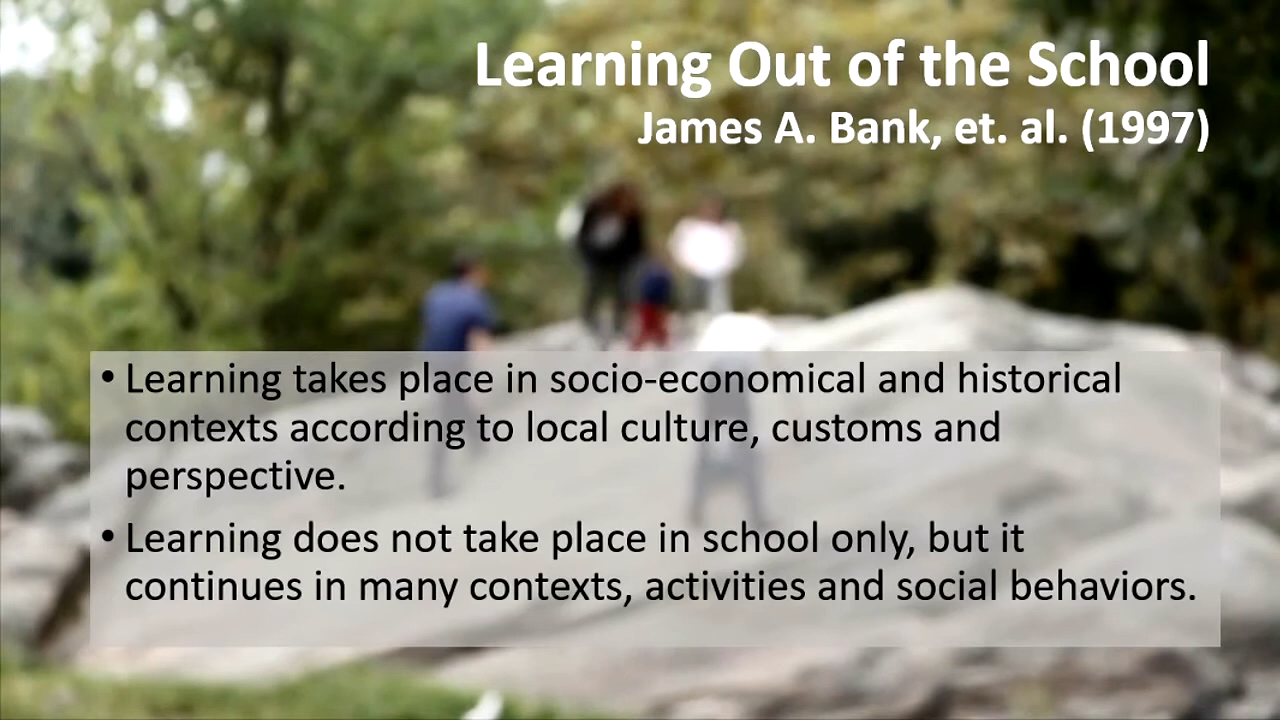 Learning Out of the School
James A. Bank, et. al. (1997)
• Learning takes place in socio-economical and historical
contexts according to local culture, customs and
perspective.
• Learning does not take place in school only, but it
continues in many contexts, activities and social behaviors.